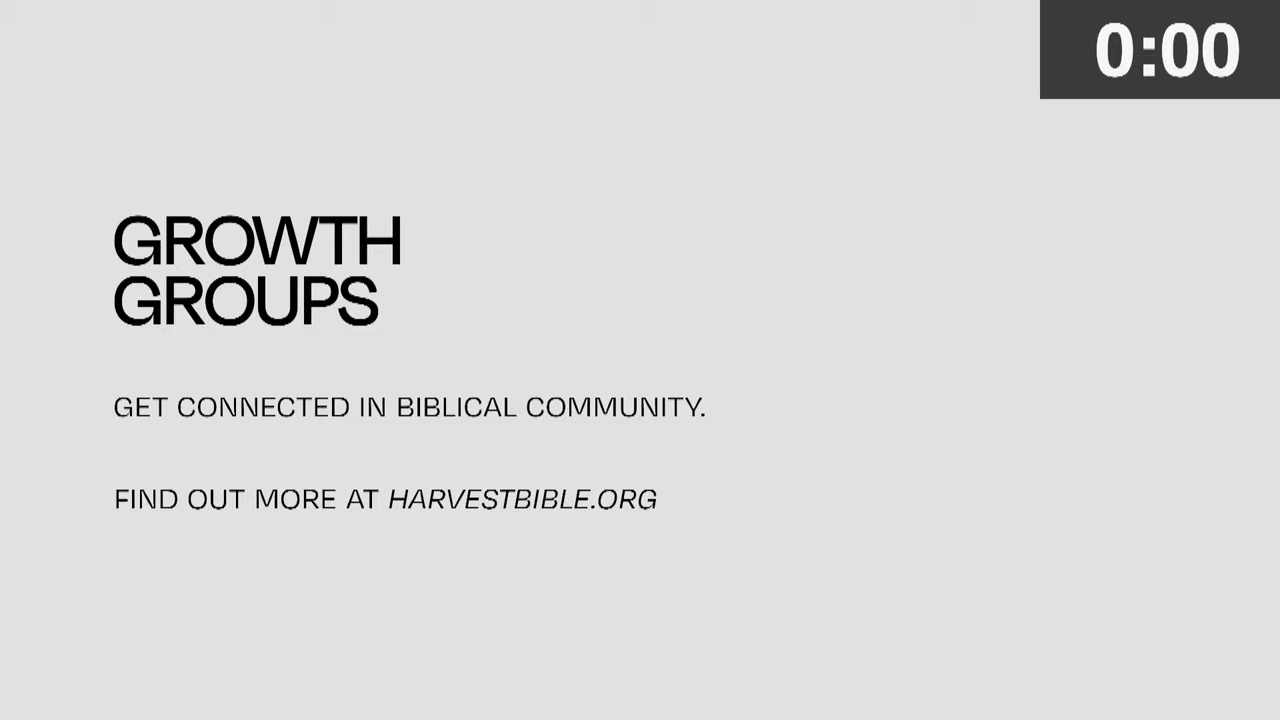 0:00
GROWTH
GROUPS
GET CONNECTED IN BIBLICAL COMMUNITY.
FIND OUT MORE AT HARVESTBIBLE.ORG